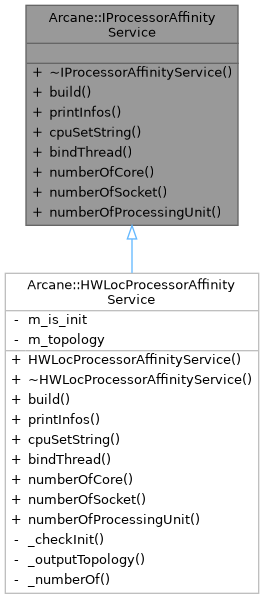 Arcane::IProcessorAffinity
Service
+ ~IProcessorAffinityService()
+ build()
+ printInfos()
+ cpuSetString()
+ bindThread()
+ numberOfCore()
+ numberOfSocket()
+ numberOfProcessingUnit()
Arcane::HWLocProcessorAffinity
Service
- m_is_init
- m_topology
+ HWLocProcessorAffinityService()
+ ~HWLocProcessorAffinityService()
+ build()
+ printInfos()
+ cpuSetString()
+ bindThread()
+ numberOfCore()
+ numberOfSocket()
+ numberOfProcessingUnit()
- _checkInit()
- _outputTopology()
- _numberOf()